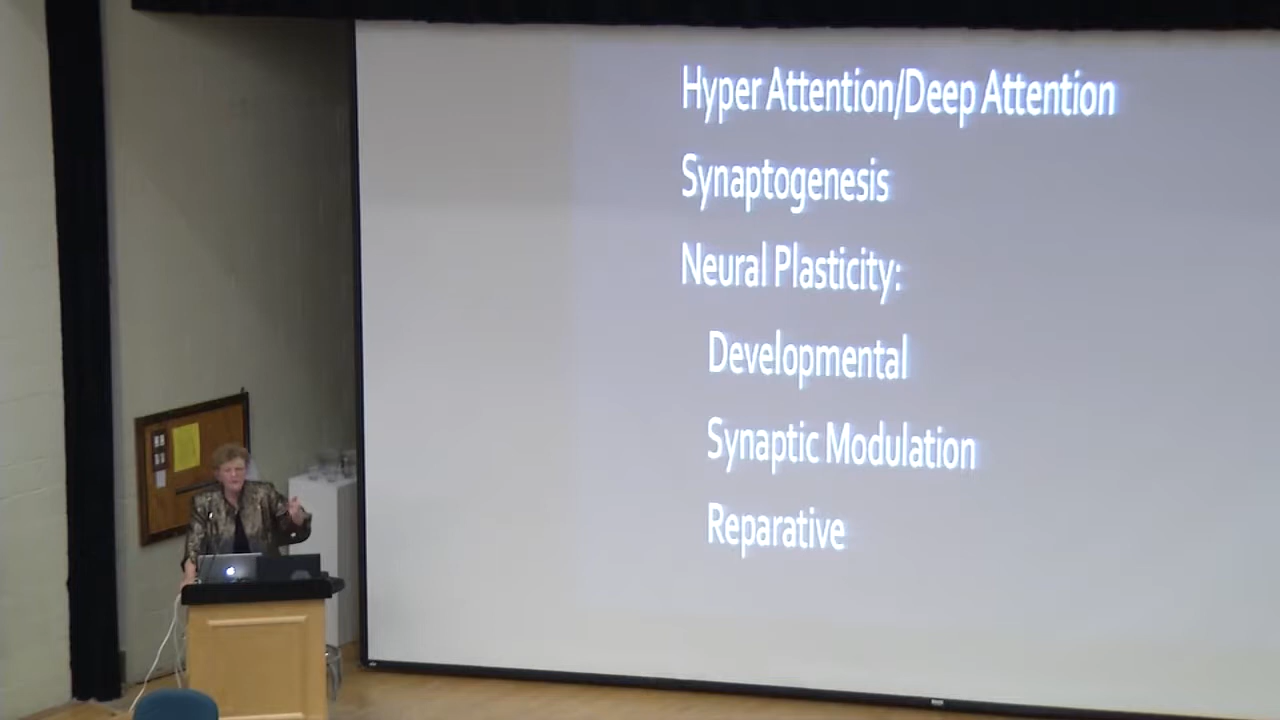 Hyper Attention/Deep Attention
Synaptogenesis
Neural Plasticity:
Developmental
Synaptic Modulation
Reparative